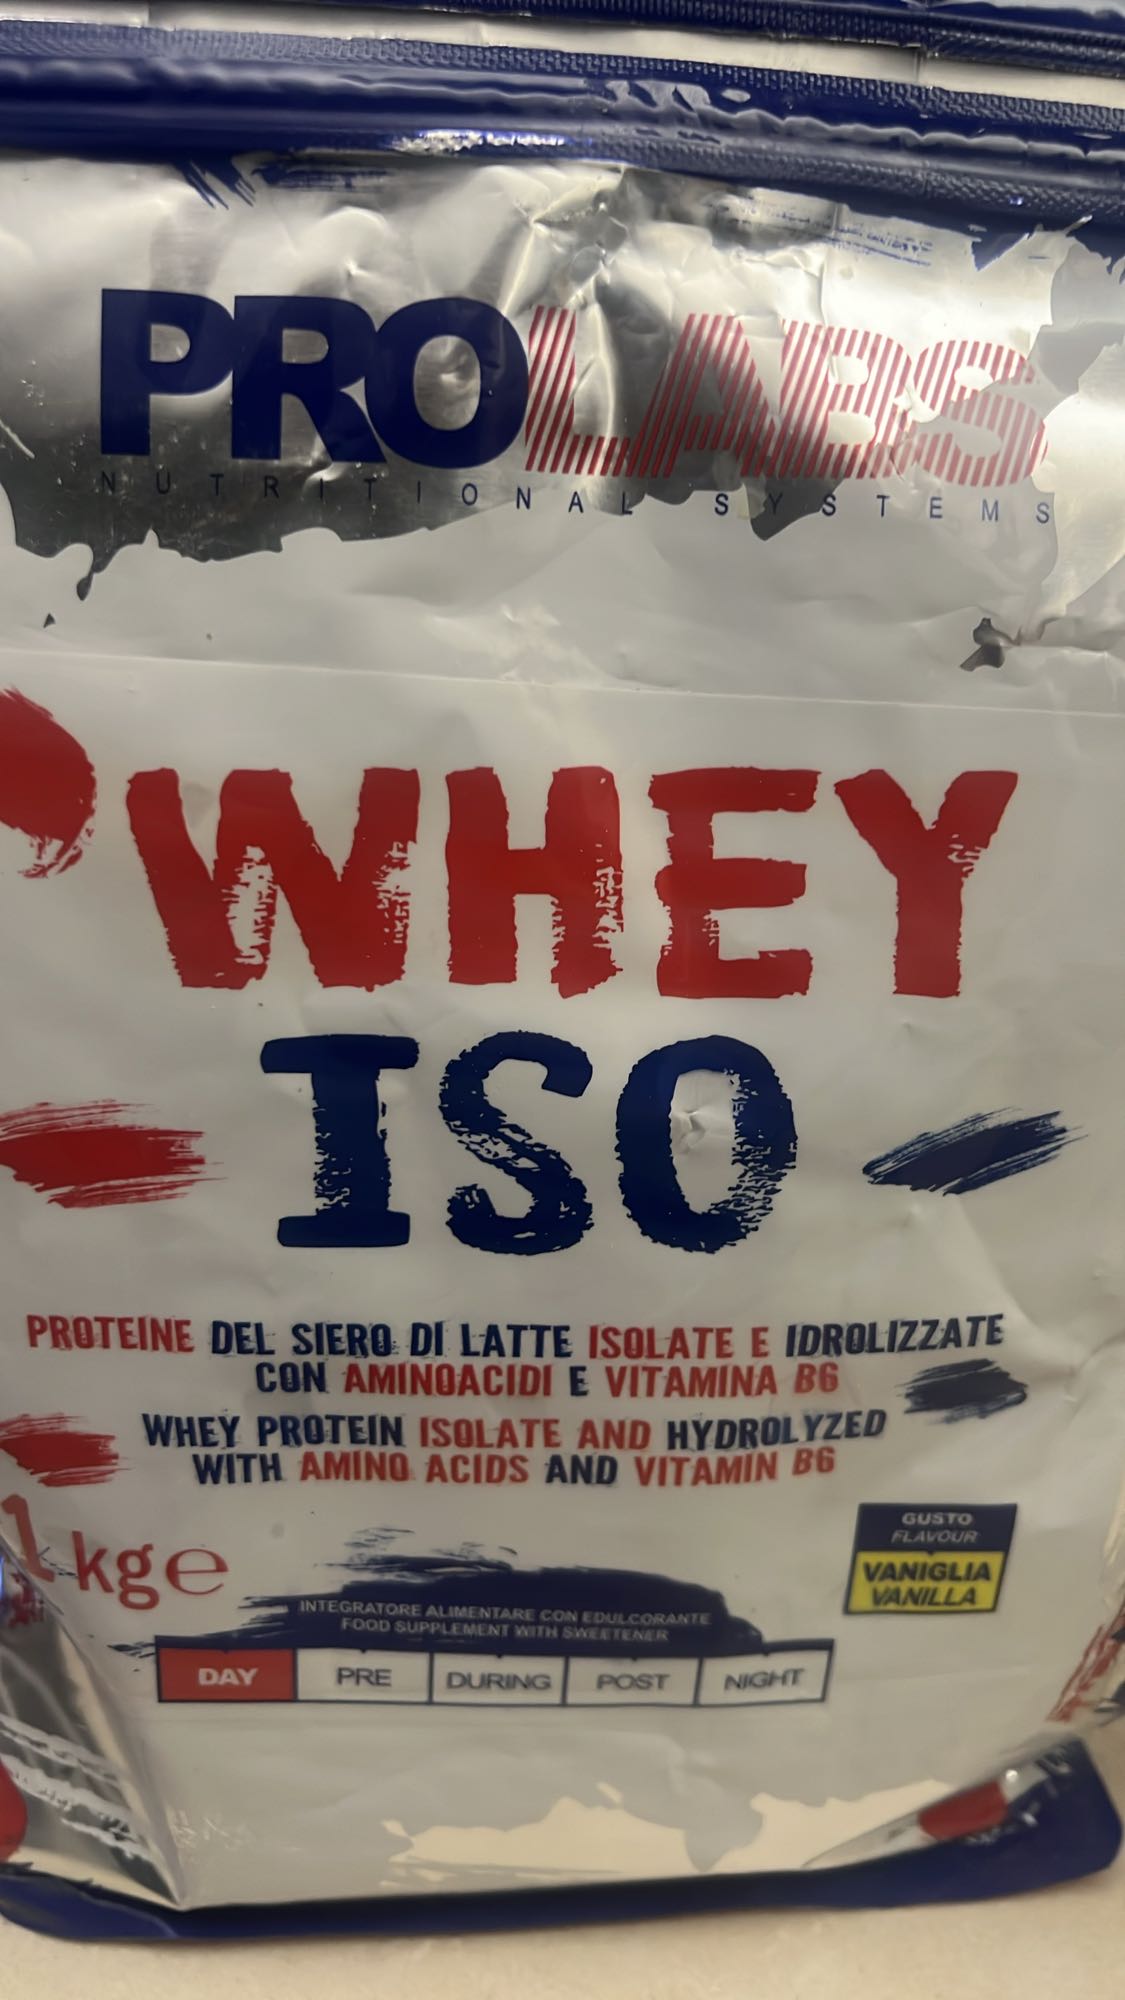 PROLABS
NUTRITIONAL SYSTEMS
WHEY
ISO
PROTEINE DEL SIERO DI LATTE ISOLATE E IDROLIZZATE
CON AMINOACIDI E VITAMINA B6
WHEY PROTEIN ISOLATE AND HYDROLYZED
WITH AMINO ACIDS AND VITAMIN B6
1 kg e
GUSTO
FLAVOUR
VANIGLIA
VANILLA
INTEGRATORE ALIMENTARE CON EDULCORANTE
FOOD SUPPLEMENT WITH SWEETENER
DAY PRE DURING POST NIGHT